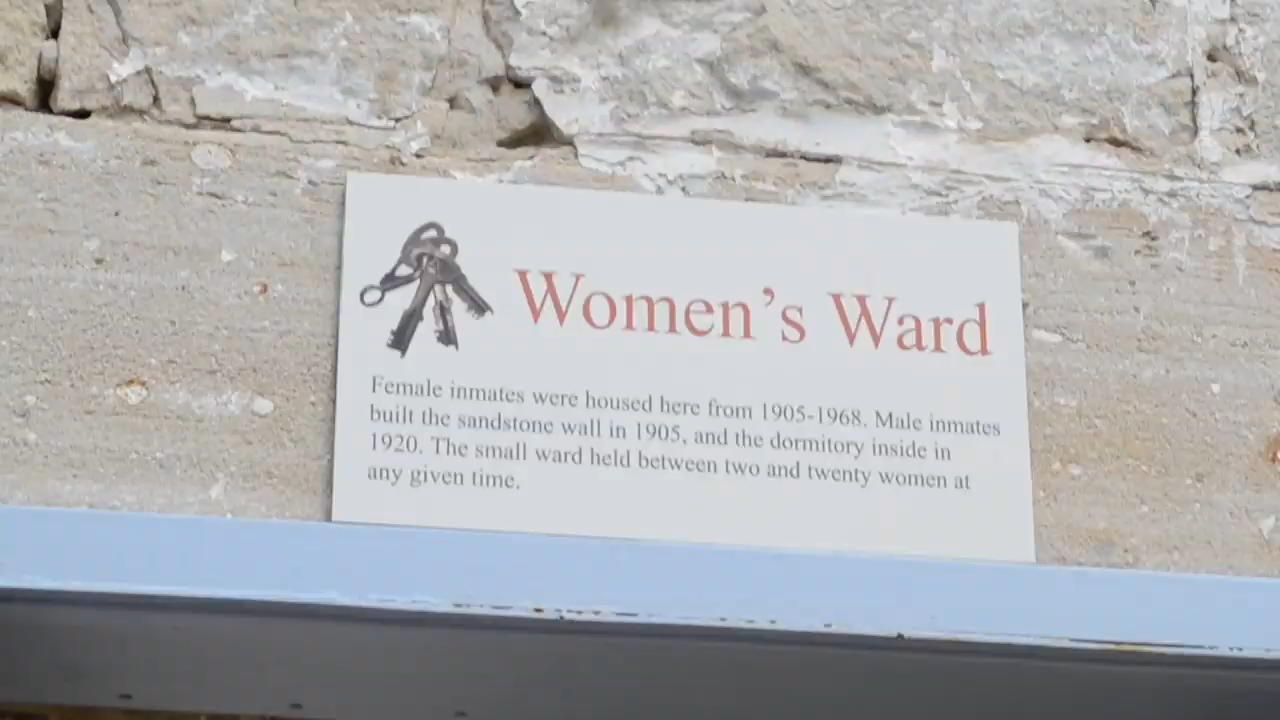 Women's Ward
Female inmates were housed here from 1905-1968. Male inmates
built the sandstone wall in 1905, and the dormitory inside in
1920. The small ward held between two and twenty women at
any given time.